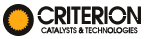 CRITERION
CATALYSTS & TECHNOLOGIES